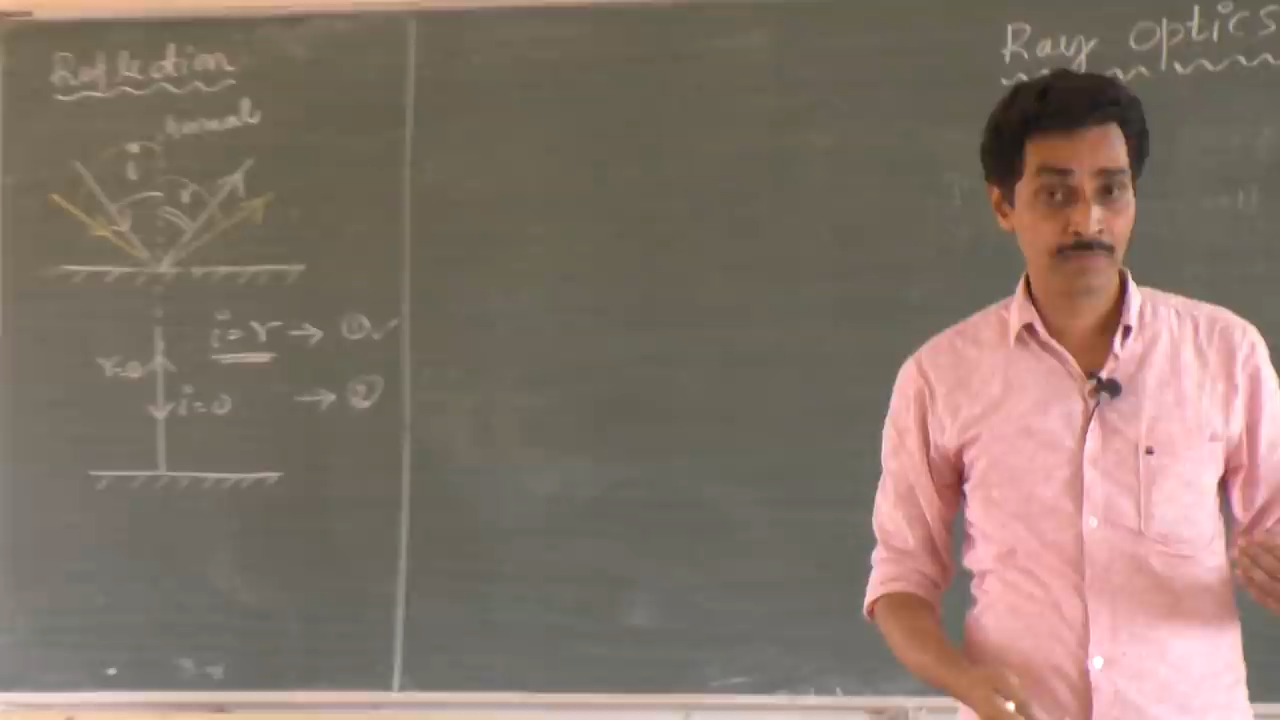 Reflection
Ray Optics
Normal
i
r
i=r → ①✓
r=0
i=0 → ②